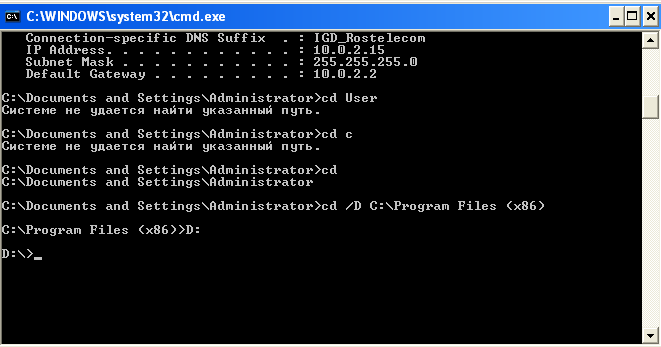 C:\WINDOWS\system32\cmd.exe
Connection-specific DNS Suffix  . : IGD_Rostelecom
IP Address. . . . . . . . . . . . : 10.0.2.15
Subnet Mask . . . . . . . . . . . : 255.255.255.0
Default Gateway . . . . . . . . . : 10.0.2.2
C:\Documents and Settings\Administrator>cd User
Системе не удается найти указанный путь.
C:\Documents and Settings\Administrator>cd c
Системе не удается найти указанный путь.
C:\Documents and Settings\Administrator>cd
C:\Documents and Settings\Administrator
C:\Documents and Settings\Administrator>cd /D C:\Program Files (x86)
C:\Program Files (x86)>D:
D:\>_